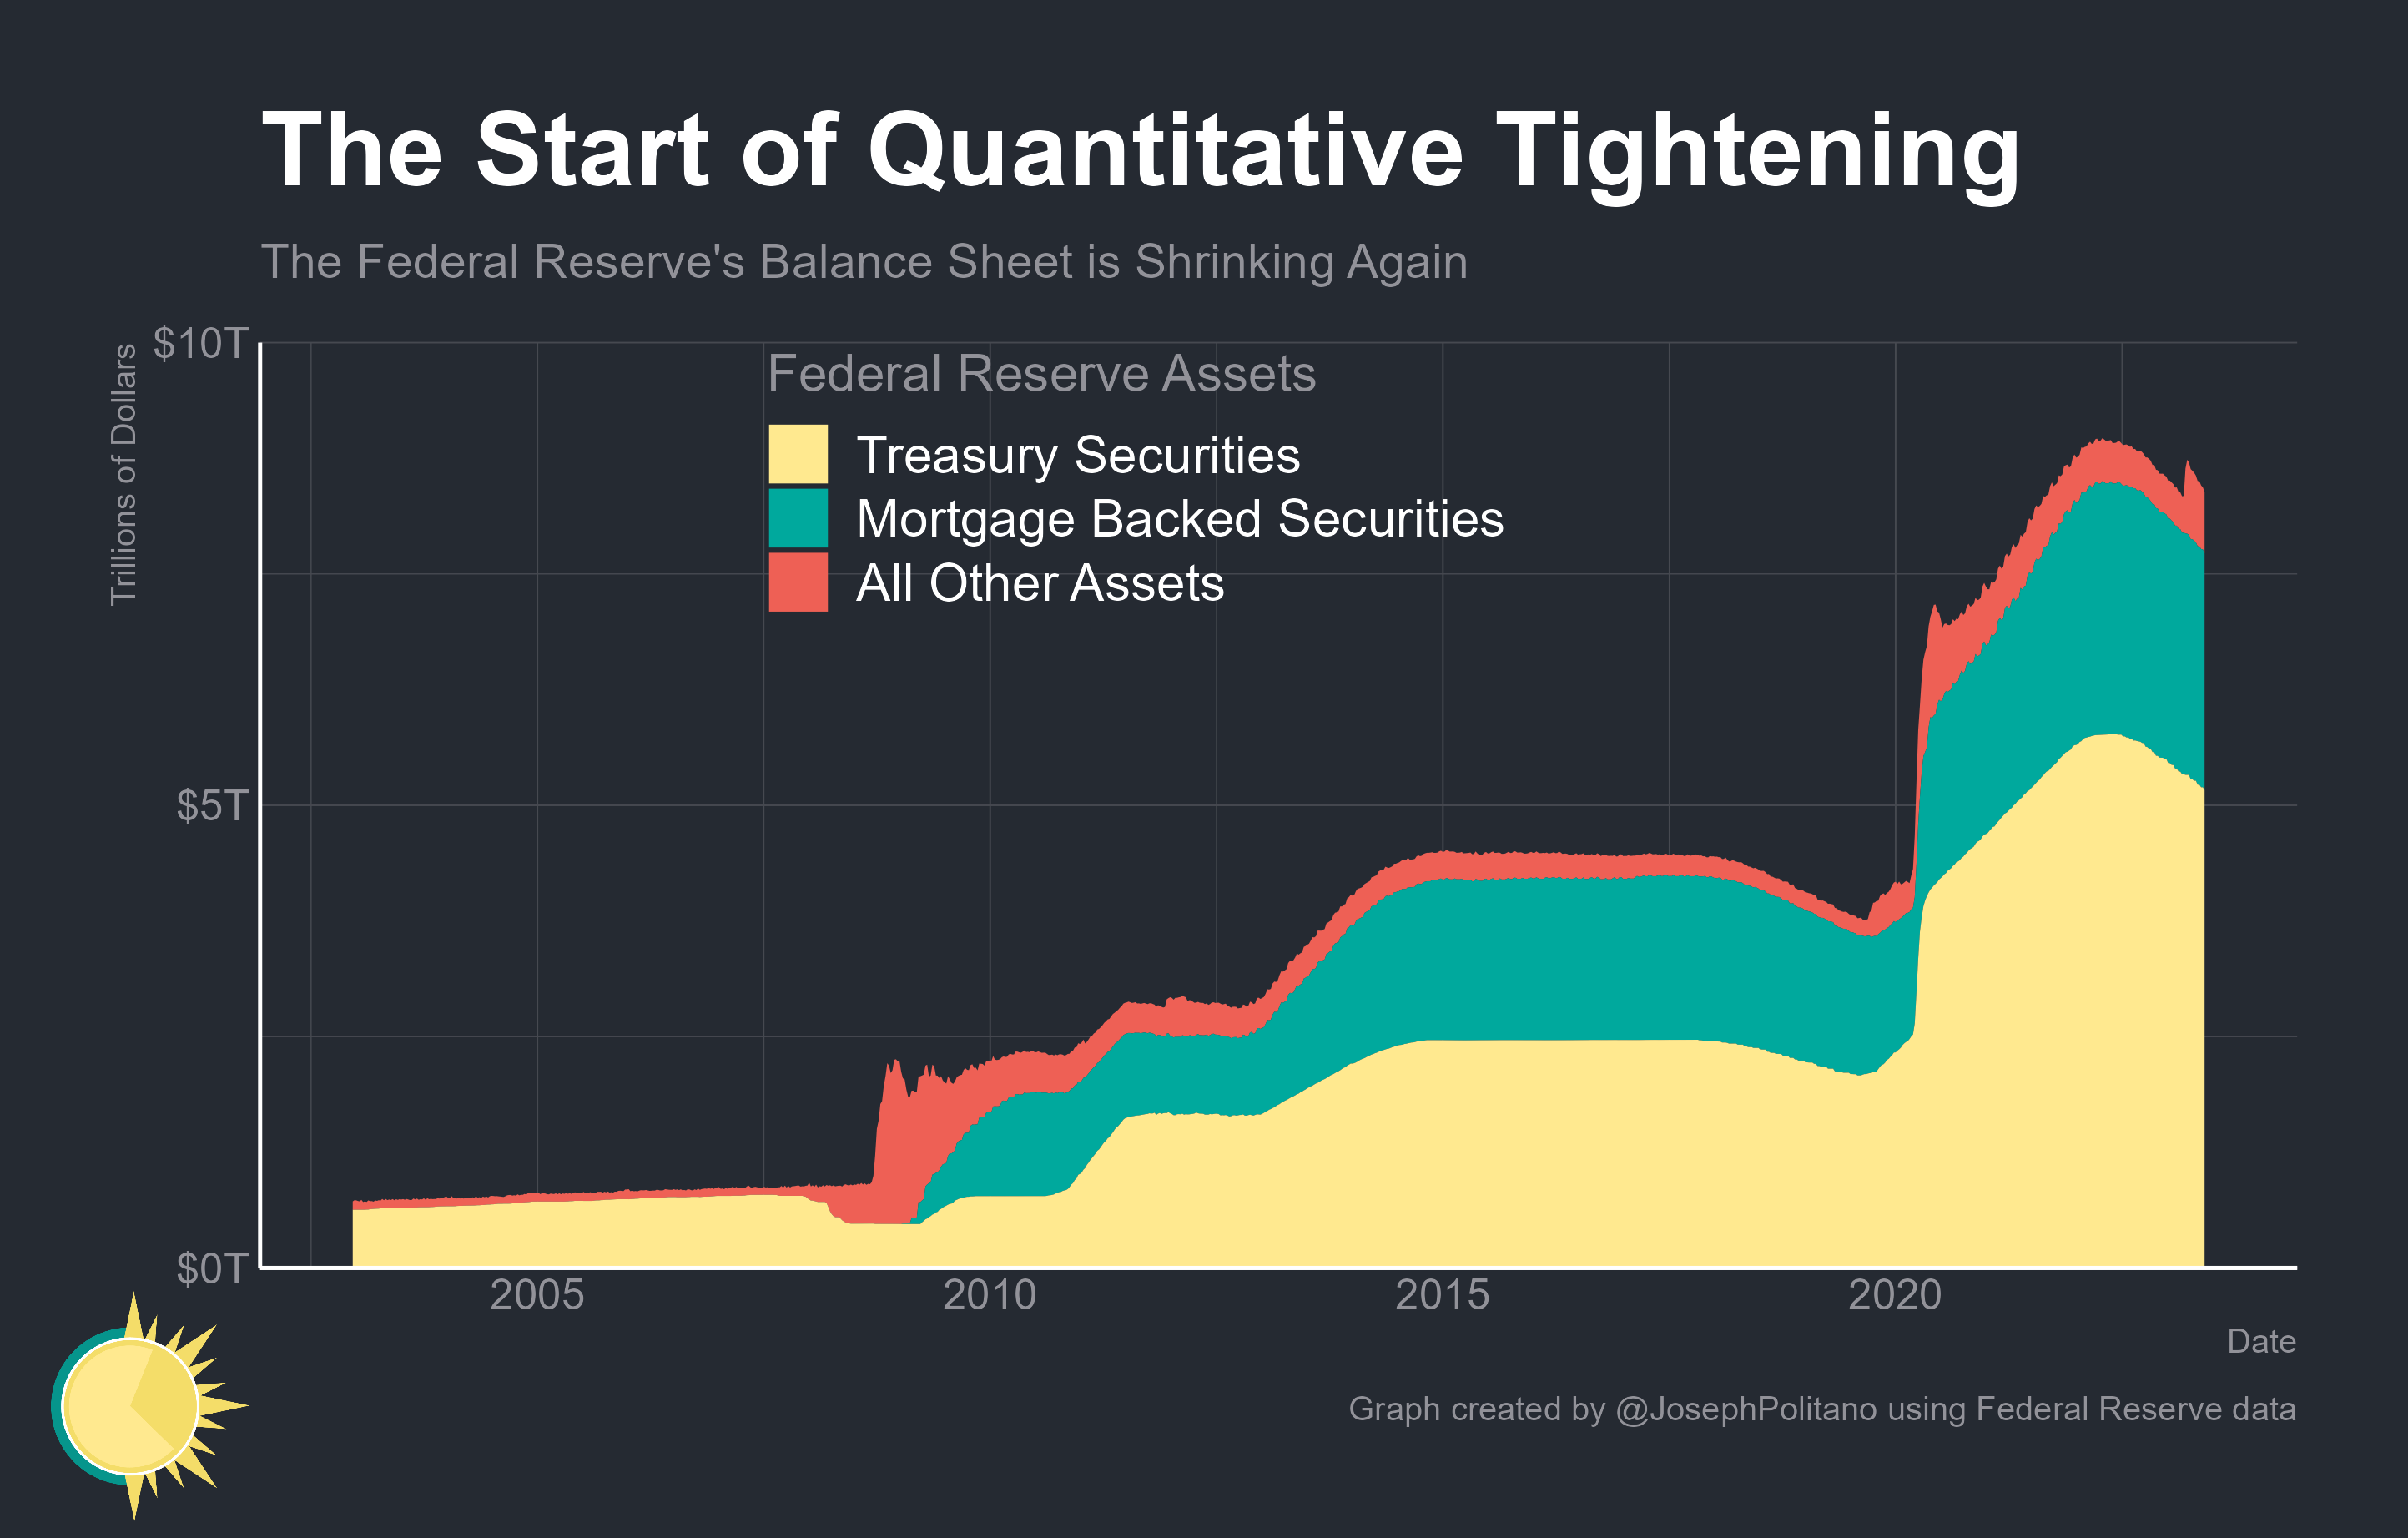 The Start of Quantitative Tightening
The Federal Reserve's Balance Sheet is Shrinking Again
Trillions of Dollars
$10T
$5T
$0T
Federal Reserve Assets
Treasury Securities
Mortgage Backed Securities
All Other Assets
2005 2010 2015 2020
Date
Graph created by @JosephPolitano using Federal Reserve data